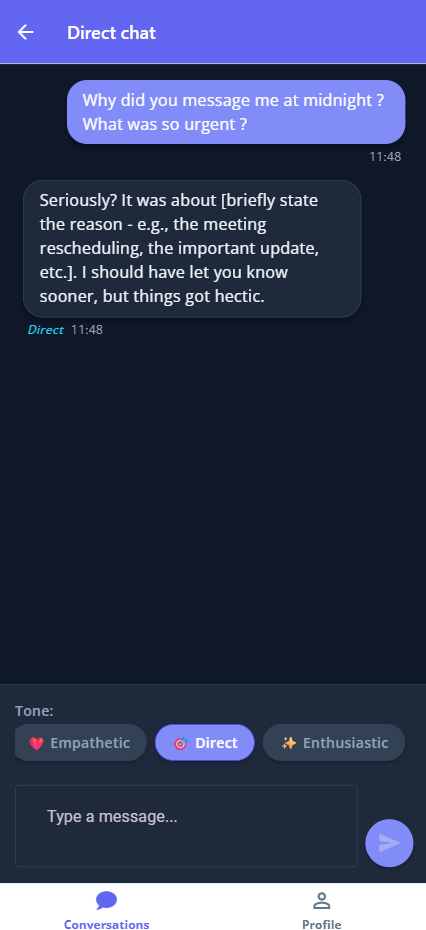 Direct chat
Why did you message me at midnight ?
What was so urgent ?
11:48
Seriously? It was about [briefly state
the reason - e.g., the meeting
rescheduling, the important update,
etc.]. I should have let you know
sooner, but things got hectic.
Direct 11:48
Tone:
Empathetic Direct Enthusiastic
Type a message...
Conversations Profile